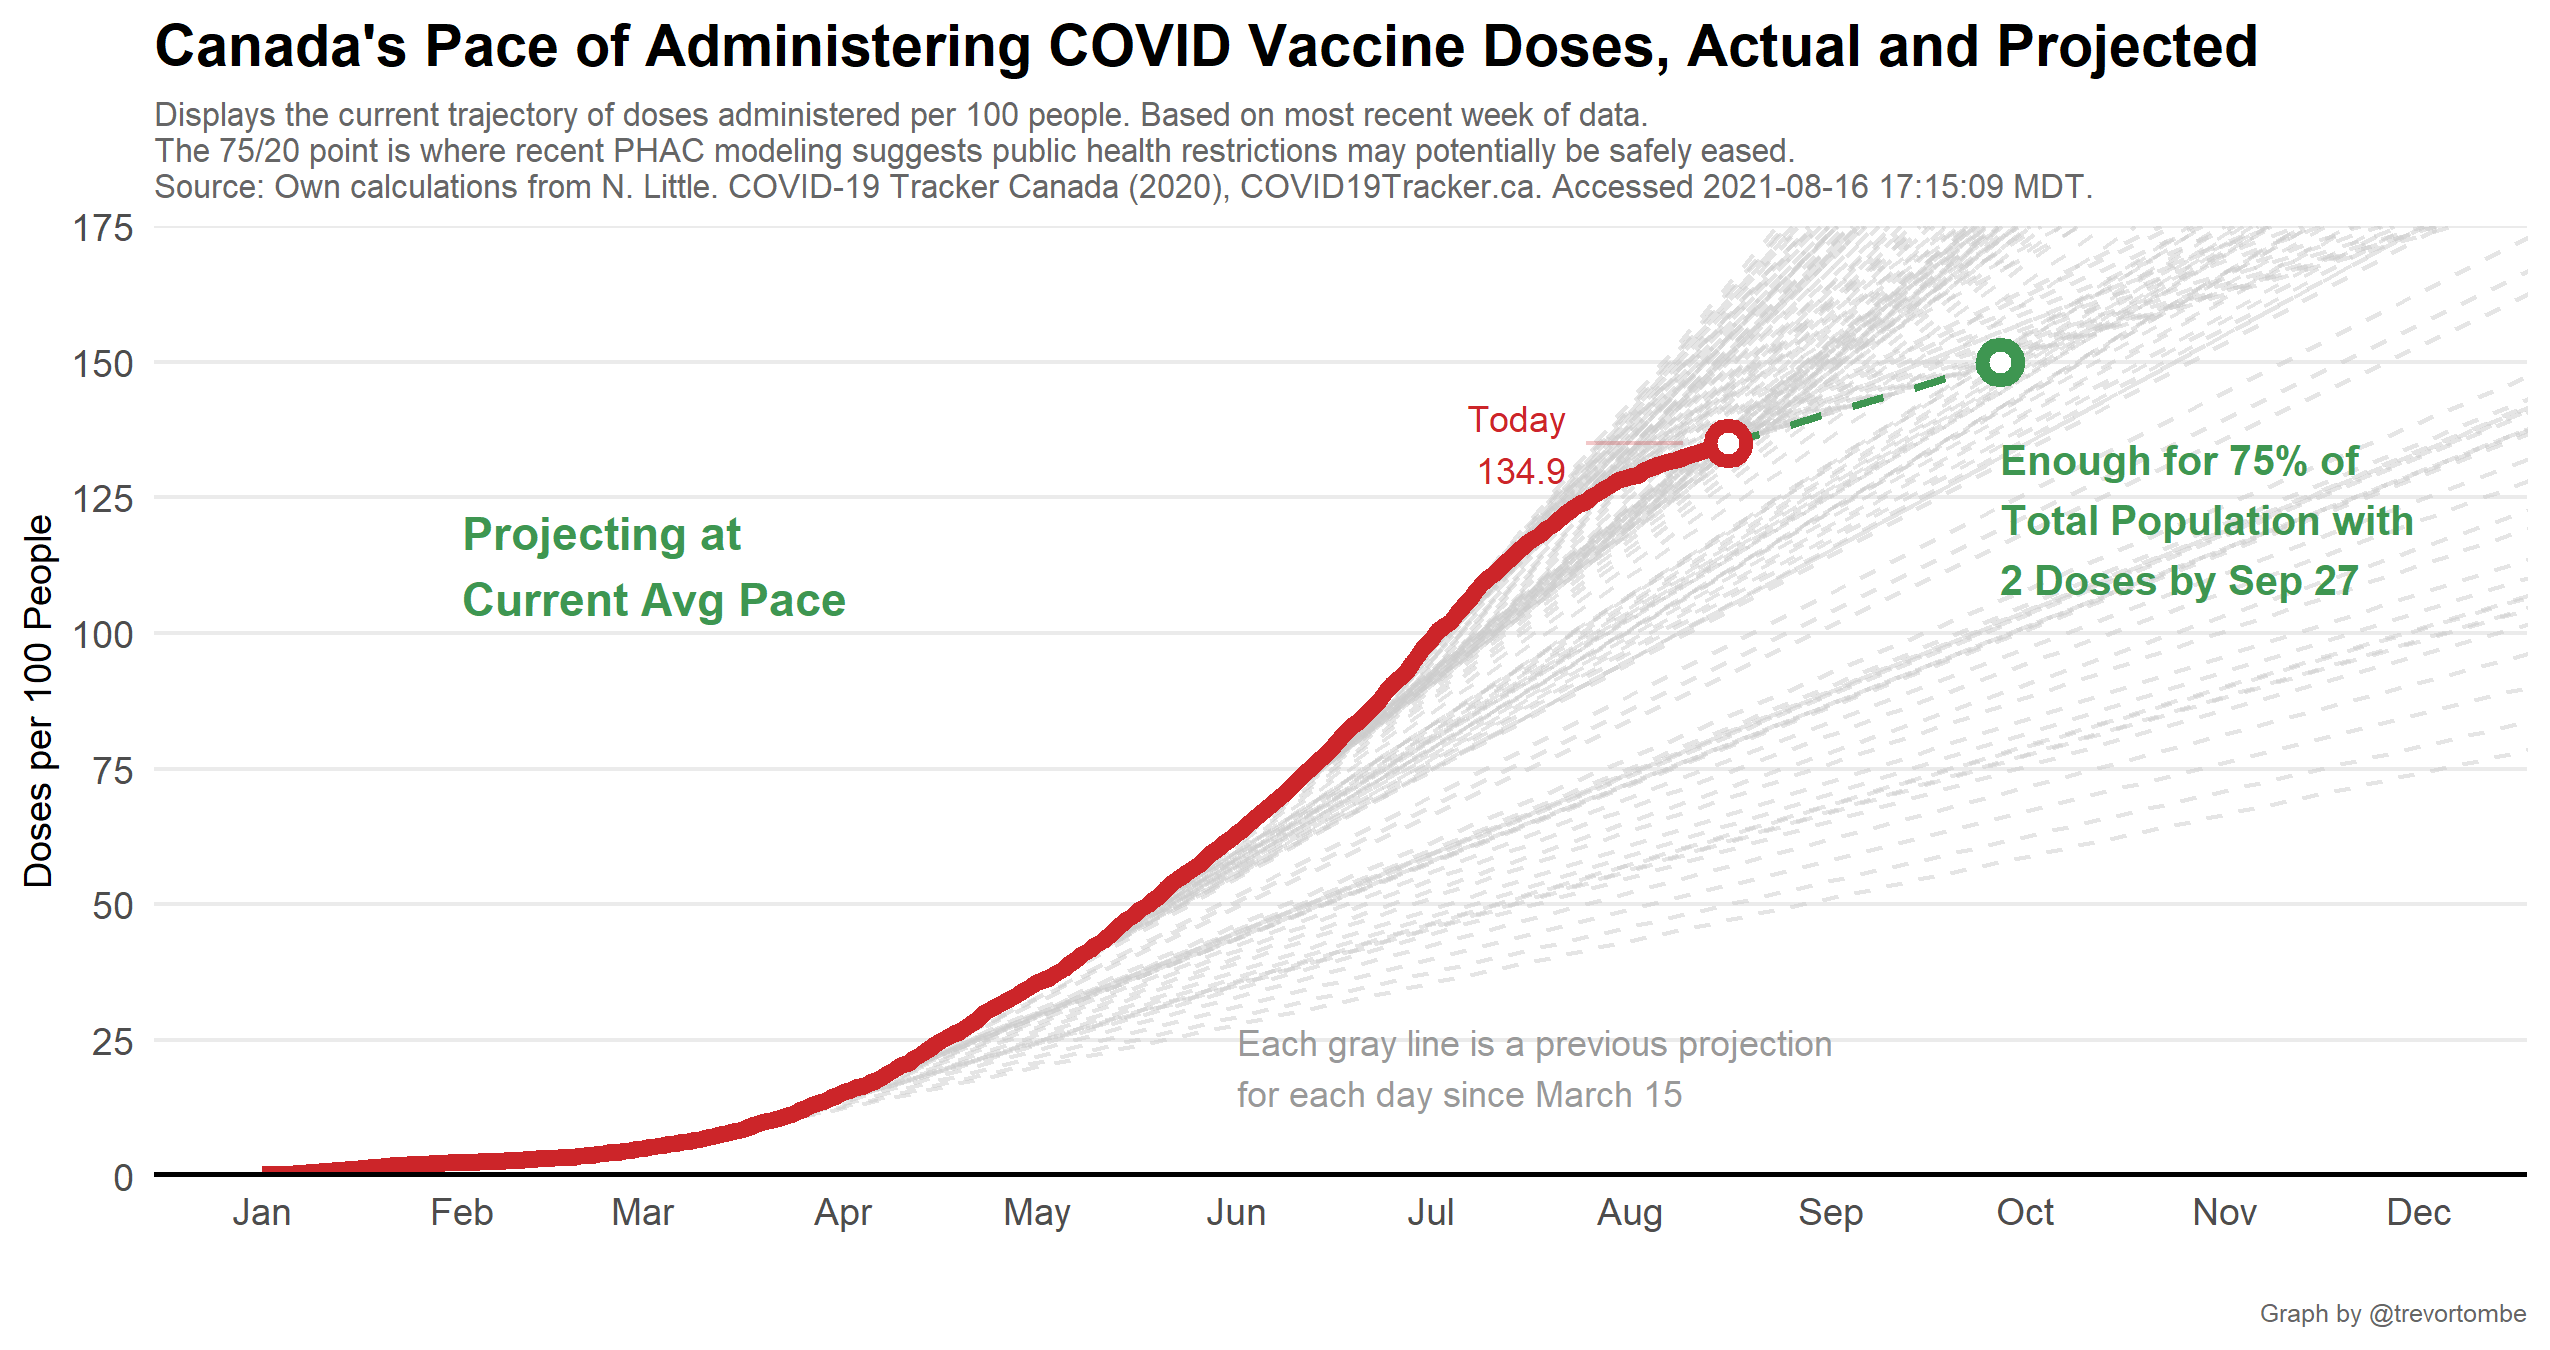 Canada's Pace of Administering COVID Vaccine Doses, Actual and Projected
Displays the current trajectory of doses administered per 100 people. Based on most recent week of data.
The 75/20 point is where recent PHAC modeling suggests public health restrictions may potentially be safely eased.
Source: Own calculations from N. Little. COVID-19 Tracker Canada (2020), COVID19Tracker.ca. Accessed 2021-08-16 17:15:09 MDT.
Doses per 100 People
175
150
125
100
75
50
25
0
Today
134.9
Projecting at
Current Avg Pace
Enough for 75% of
Total Population with
2 Doses by Sep 27
Each gray line is a previous projection
for each day since March 15
Jan Feb Mar Apr May Jun Jul Aug Sep Oct Nov Dec
Graph by @trevortombe